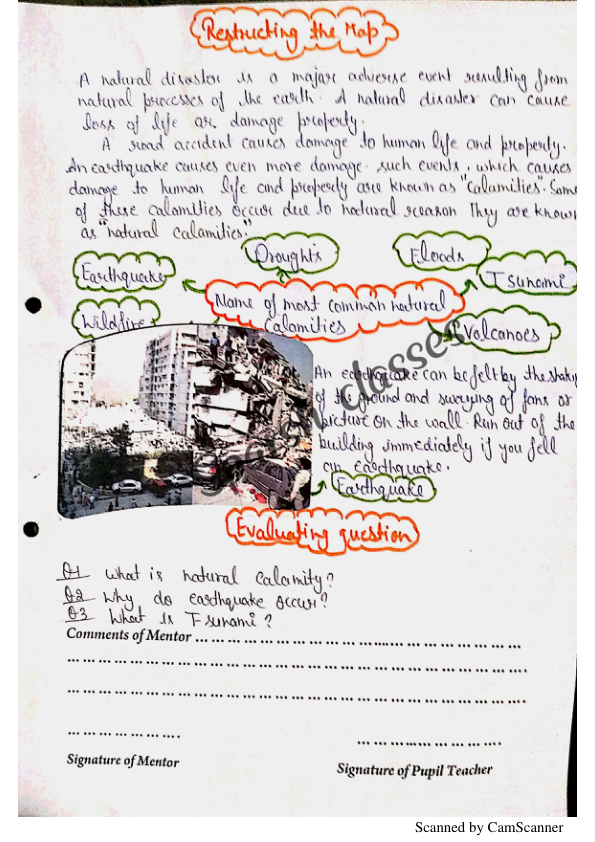 Restructing the Map
A natural disaster is a major adverse event resulting from
natural processes of the earth. A natural disaster can cause
loss of life or damage property.
A road accident causes damage to human life and property.
An earthquake causes even more damage. such events, which causes
damage to human life and property are known as "calamities". Some
of these calamities occur due to natural reason They are known
as "natural calamities."
Droughts
Floods
Earthquake
Tsunami
Name of most common natural
calamities
Wildfire
Volcanoes
An earthquake can be felt by the shaking
of the ground and swaying of fans or
picture on the wall. Run out of the
building immediately if you fell
an earthquake.
Earthquake
Evaluating question
Q1 What is natural calamity?
Q2 Why do earthquake occur?
Q3 What is Tsunami?
Comments of Mentor
Signature of Mentor
Signature of Pupil Teacher
Scanned by CamScanner